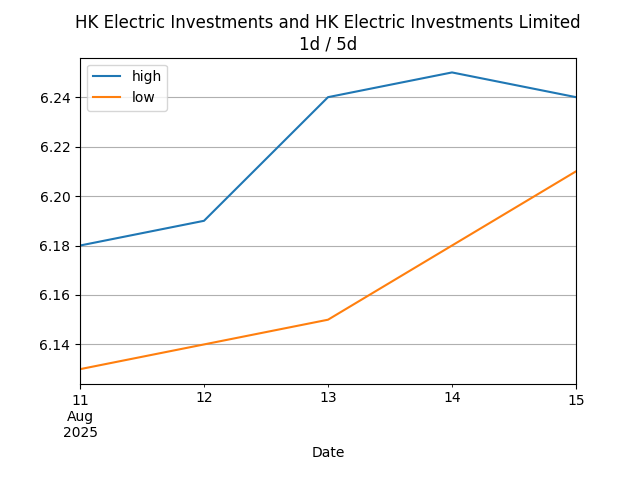 HK Electric Investments and HK Electric Investments Limited
1d / 5d
high
low
6.24
6.22
6.20
6.18
6.16
6.14
11 12 13 14 15
Aug
2025
Date